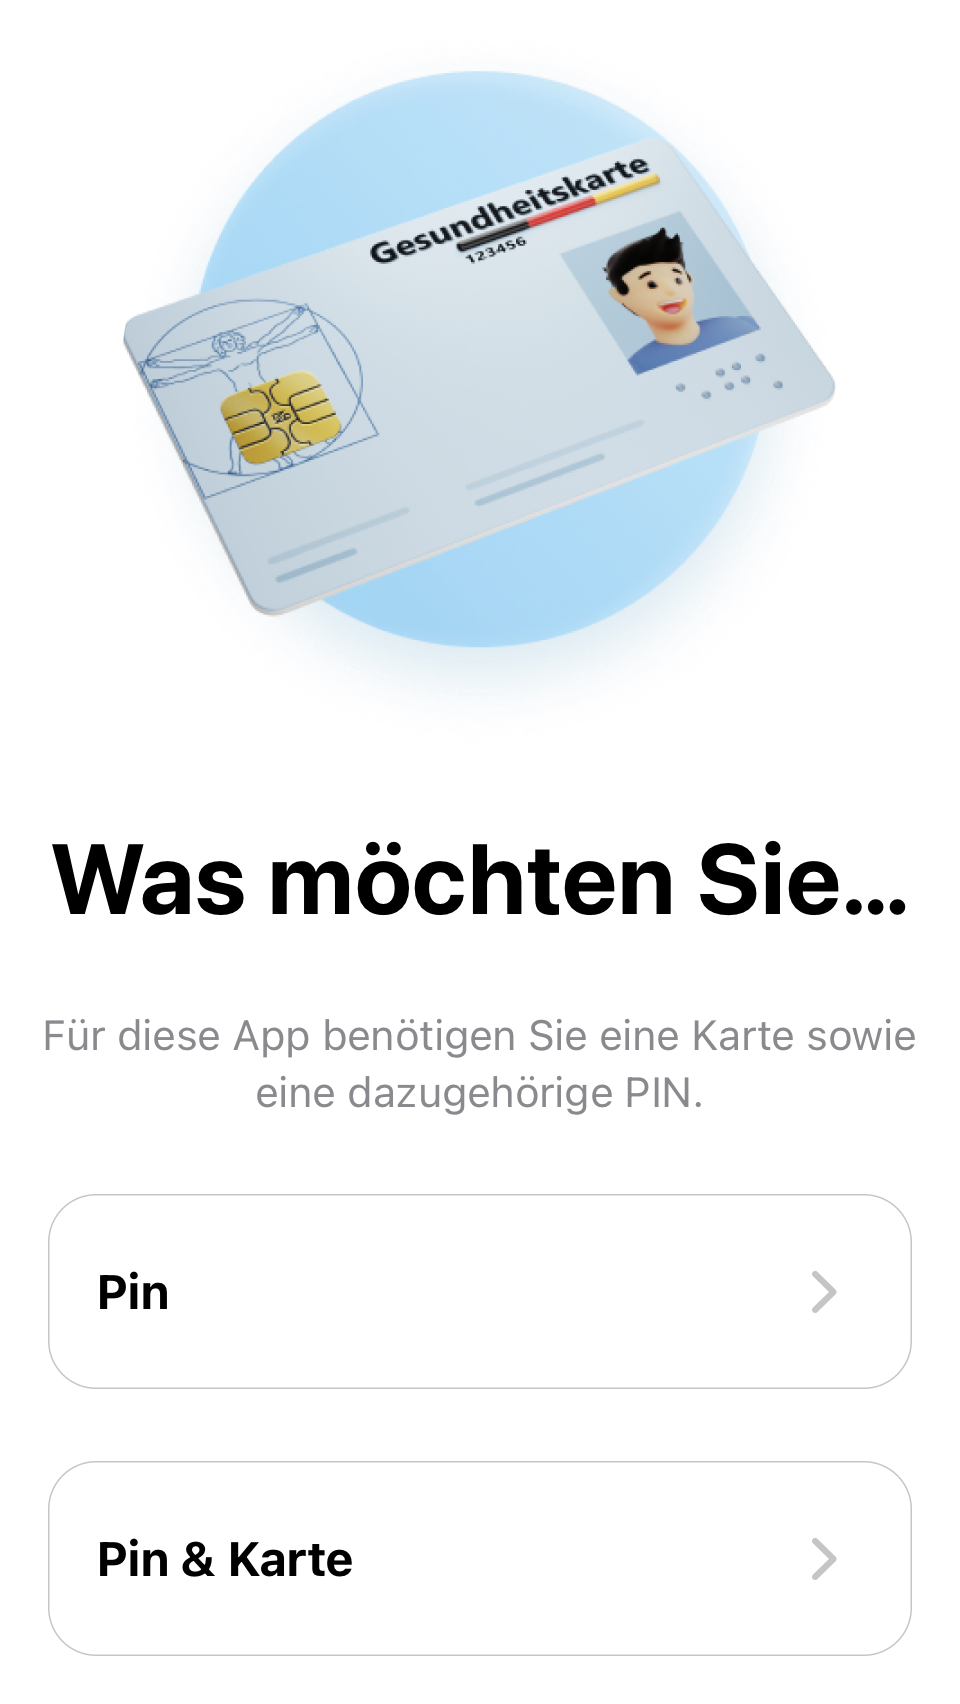 Gesundheitskarte
123456
Was möchten Sie...
Für diese App benötigen Sie eine Karte sowie
eine dazugehörige PIN.
Pin
Pin & Karte